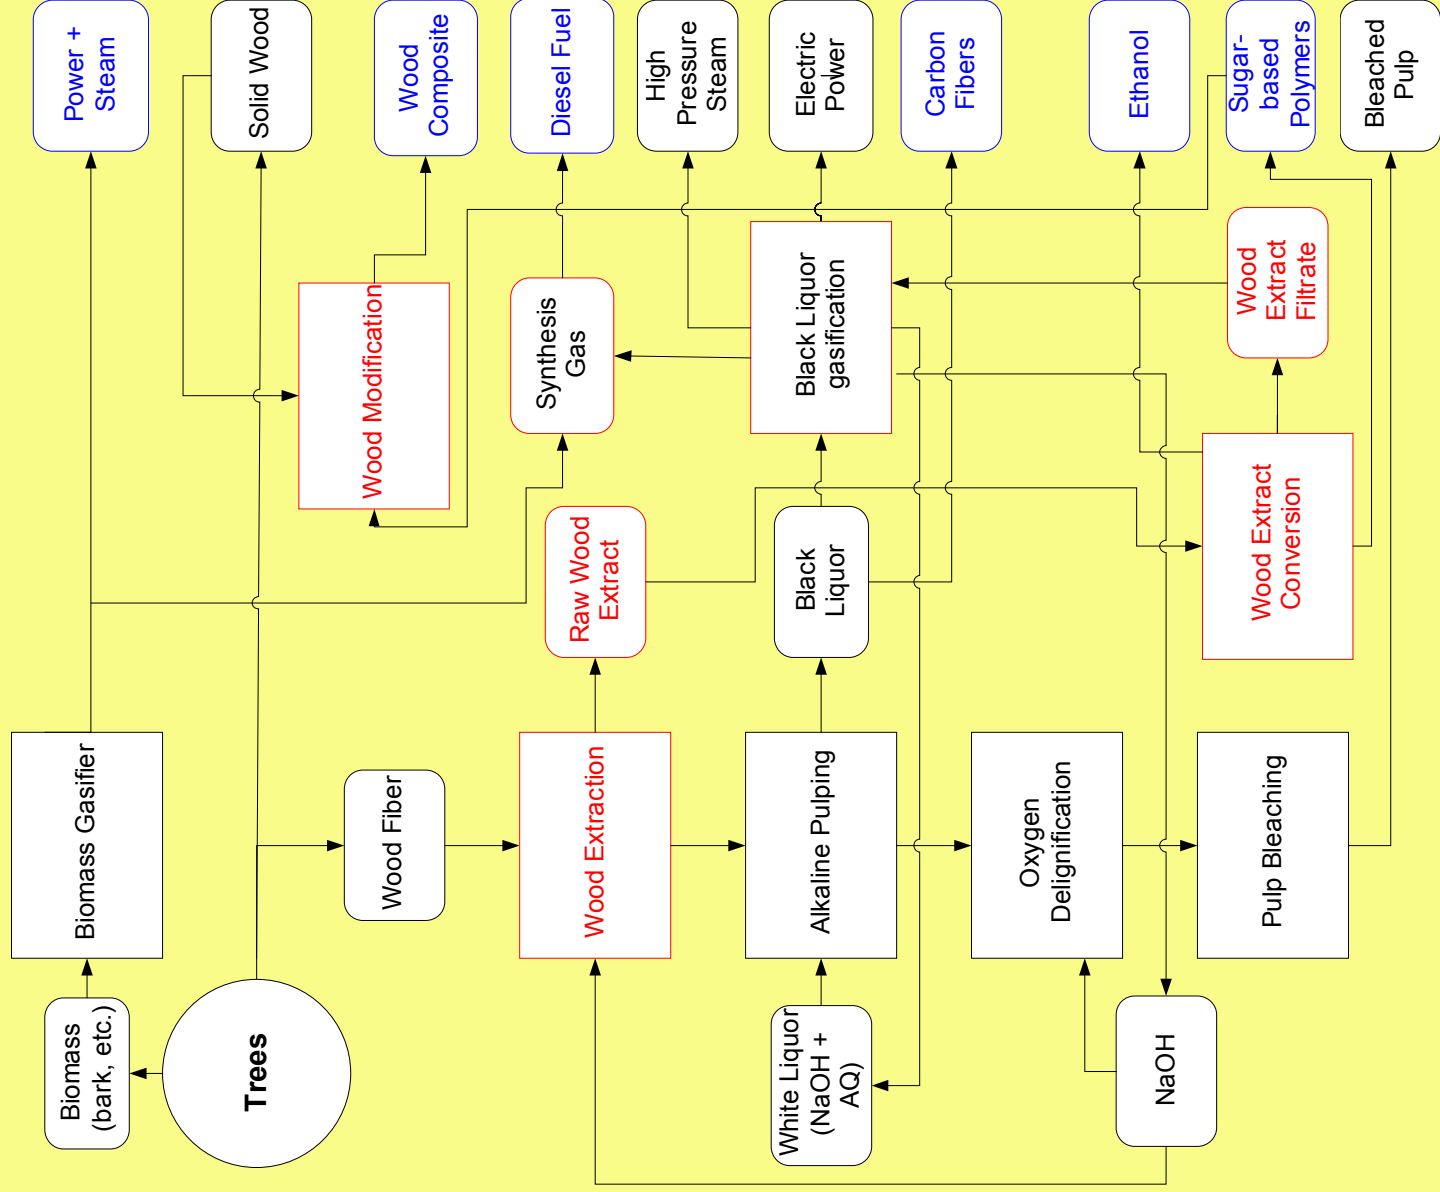 Biomass
(bark, etc.)
Biomass Gasifier
Power +
Steam
Trees
Solid Wood
Wood Fiber
Wood Modification
Wood
Composite
Wood Extraction
Raw Wood
Extract
Synthesis
Gas
Diesel Fuel
High
Pressure
Steam
White Liquor
(NaOH +
AQ)
Alkaline Pulping
Black
Liquor
Black Liquor
gasification
Electric
Power
Carbon
Fibers
Oxygen
Delignification
Ethanol
NaOH
Pulp Bleaching
Wood Extract
Conversion
Wood
Extract
Filtrate
Sugar-
based
Polymers
Bleached
Pulp